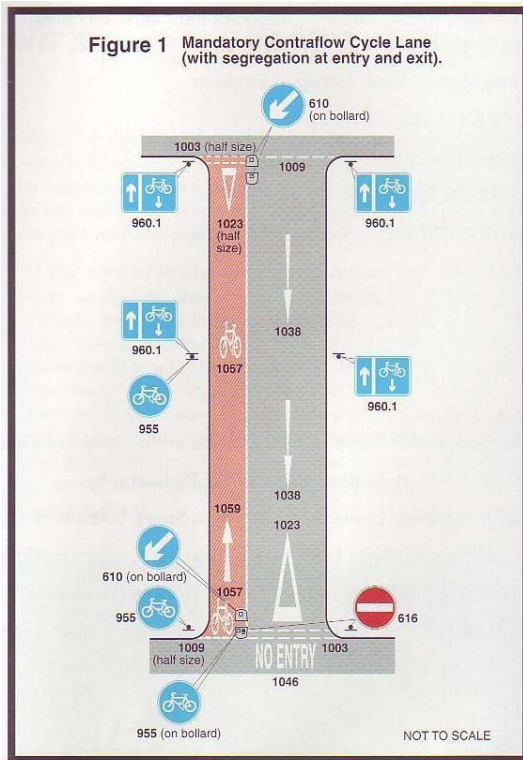 Figure 1 Mandatory Contraflow Cycle Lane
(with segregation at entry and exit).
610
(on bollard)
1003 (half size)
1009
960.1
1023
(half
size)
960.1
1038
960.1
1057
955
960.1
1038
1059
1023
610 (on bollard)
1057
955
616
1009
(half size)
NO ENTRY
1003
1046
955 (on bollard)
NOT TO SCALE